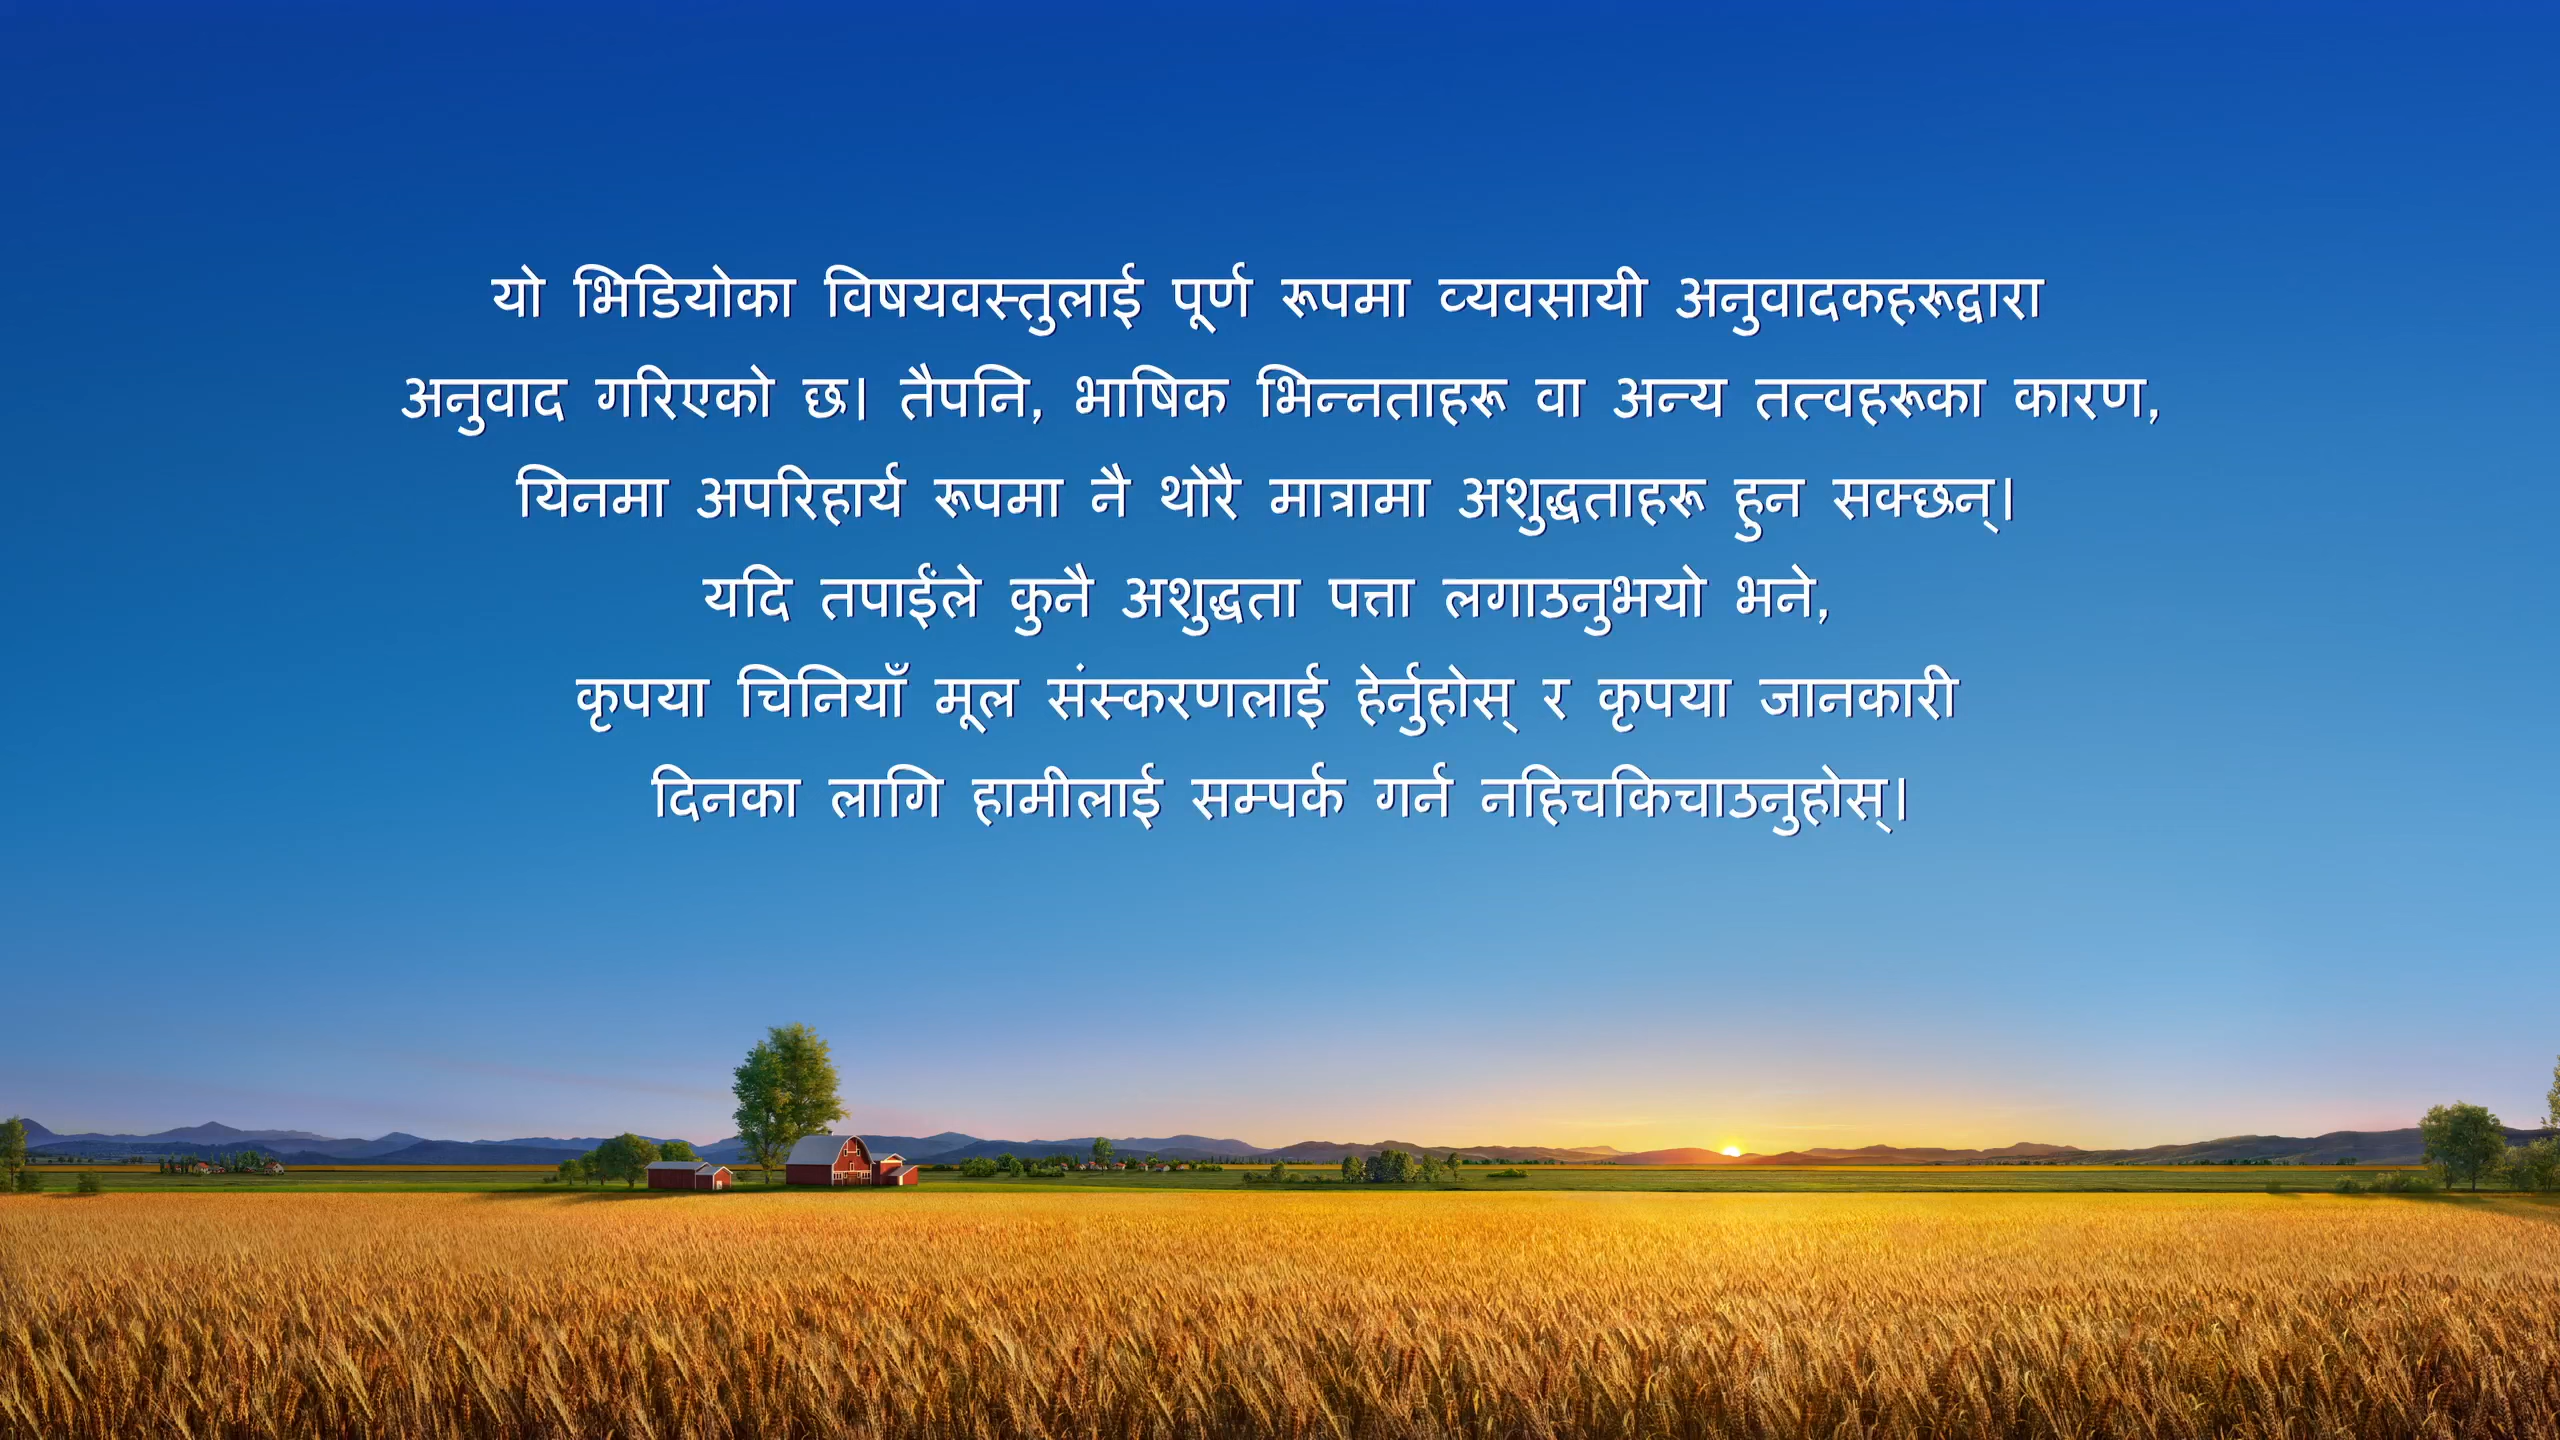 यो भिडियोका विषयवस्तुलाई पूर्ण रूपमा व्यवसायी अनुवादकहरूद्वारा
अनुवाद गरिएको छ। तैपनि, भाषिक भिन्नताहरू वा अन्य तत्वहरूका कारण,
यिनमा अपरिहार्य रूपमा नै थोरै मात्रामा अशुद्धताहरू हुन सक्छन्।
यदि तपाईंले कुनै अशुद्धता पत्ता लगाउनुभयो भने,
कृपया चिनियाँ मूल संस्करणलाई हेर्नुहोस् र कृपया जानकारी
दिनका लागि हामीलाई सम्पर्क गर्न नहिचकिचाउनुहोस्।